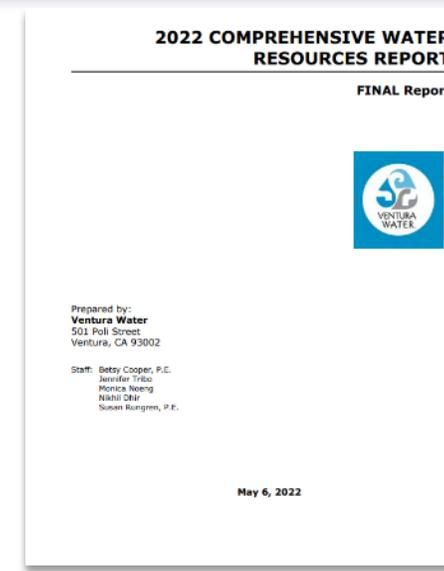 2022 COMPREHENSIVE WATER
RESOURCES REPORT
FINAL Repor
VENTURA
WATER
Prepared by:
Ventura Water
501 Poli Street
Ventura, CA 93002
Staff: Betsy Cooper, P.E.
Jennifer Tribo
Monica Noeng
Nikhil Dhir
Susan Rungren, P.E.
May 6, 2022